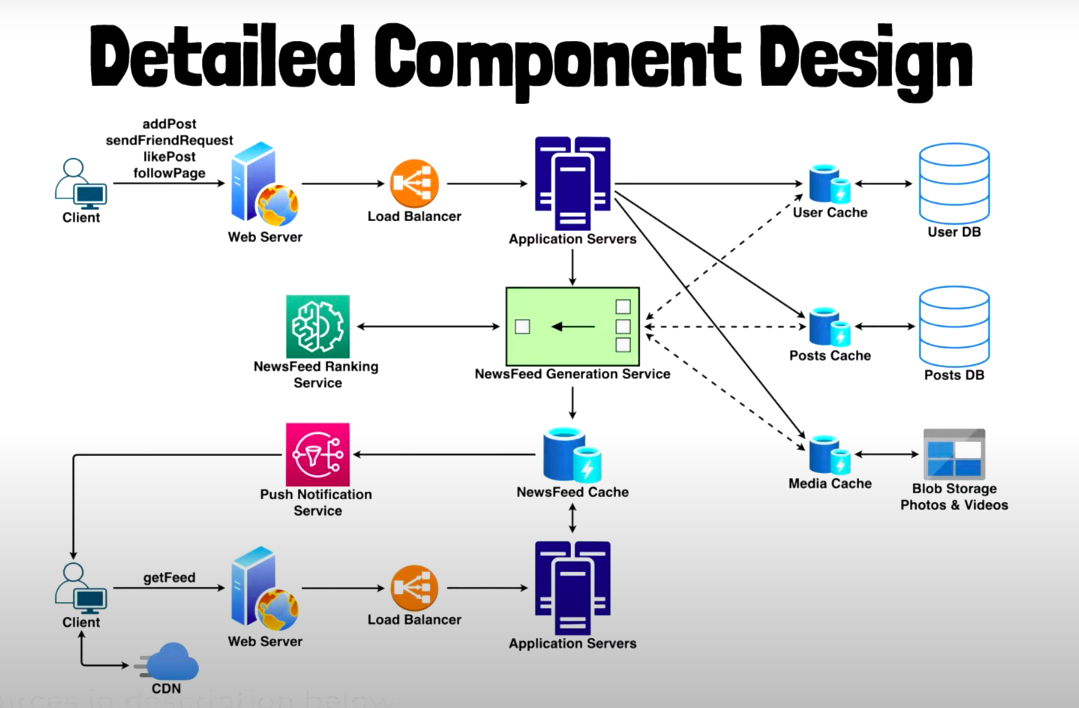 Detailed Component Design
addPost
sendFriendRequest
likePost
followPage
Client
Web Server
Load Balancer
Application Servers
User Cache
User DB
NewsFeed Ranking
Service
NewsFeed Generation Service
Posts Cache
Posts DB
Push Notification
Service
NewsFeed Cache
Media Cache
Blob Storage
Photos & Videos
getFeed
Client
Web Server
Load Balancer
Application Servers
CDN
urces in description below